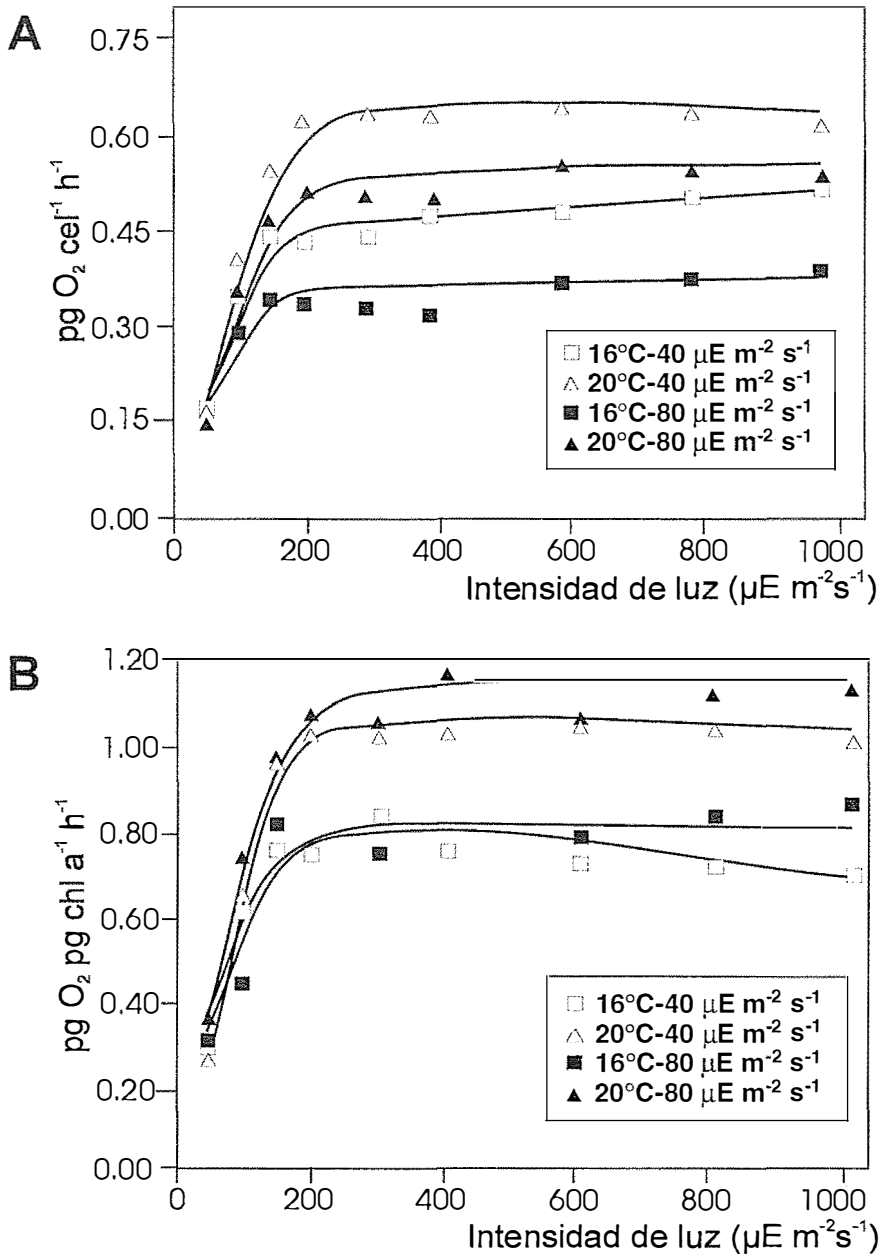 A
0.75
0.60
0.45
0.30
0.15
0.00
pg O₂ cel⁻¹ h⁻¹
□ 16°C-40 µE m⁻² s⁻¹
△ 20°C-40 µE m⁻² s⁻¹
■ 16°C-80 µE m⁻² s⁻¹
▲ 20°C-80 µE m⁻² s⁻¹
0 200 400 600 800 1000
Intensidad de luz (µE m⁻²s⁻¹)
B
1.20
1.00
0.80
0.60
0.40
0.20
0.00
pg O₂ pg chl a⁻¹ h⁻¹
□ 16°C-40 µE m⁻² s⁻¹
△ 20°C-40 µE m⁻² s⁻¹
■ 16°C-80 µE m⁻² s⁻¹
▲ 20°C-80 µE m⁻² s⁻¹
0 200 400 600 800 1000
Intensidad de luz (µE m⁻²s⁻¹)